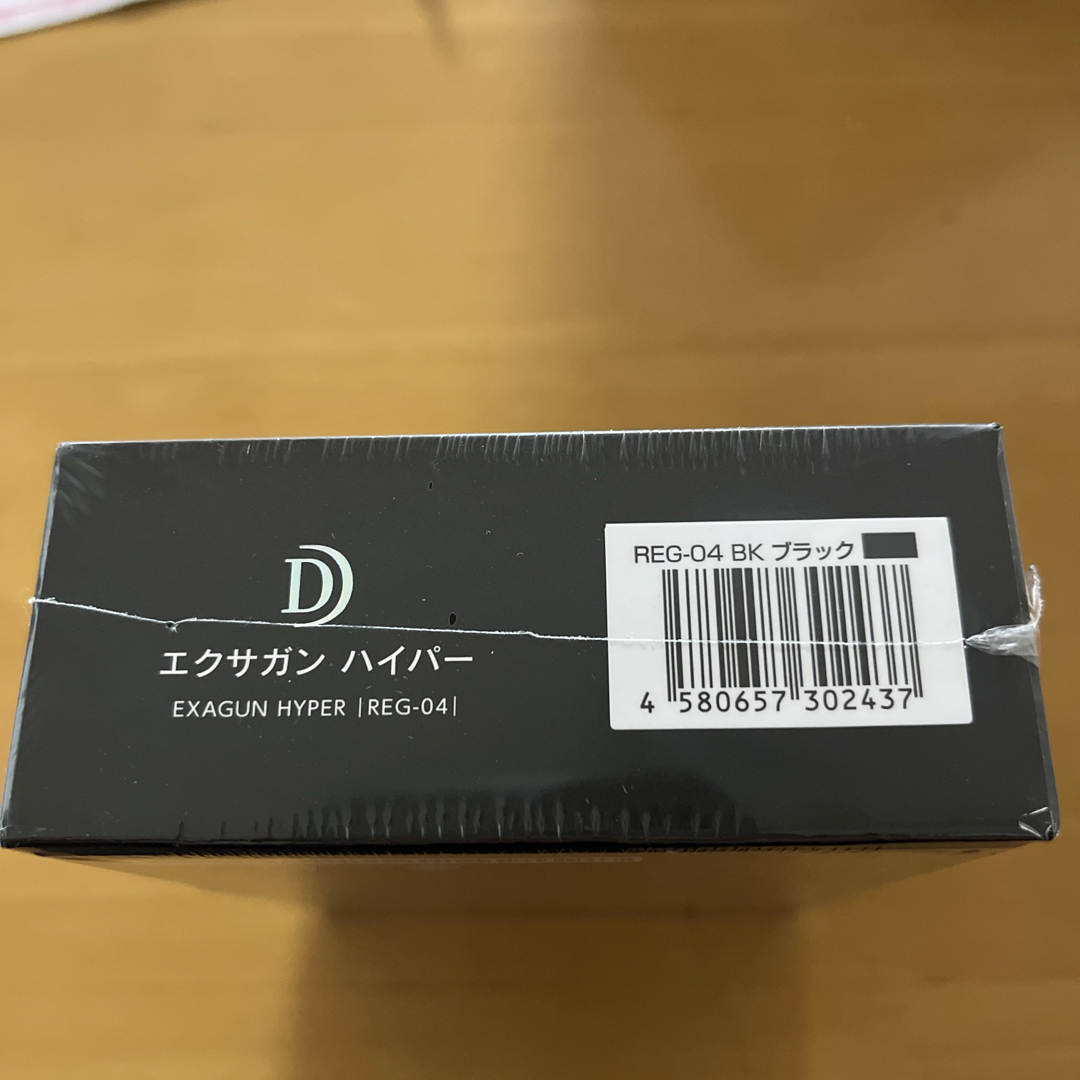 D
エクサガン ハイパー
EXAGUN HYPER |REG-04|
REG-04 BK ブラック
4 580657 302437